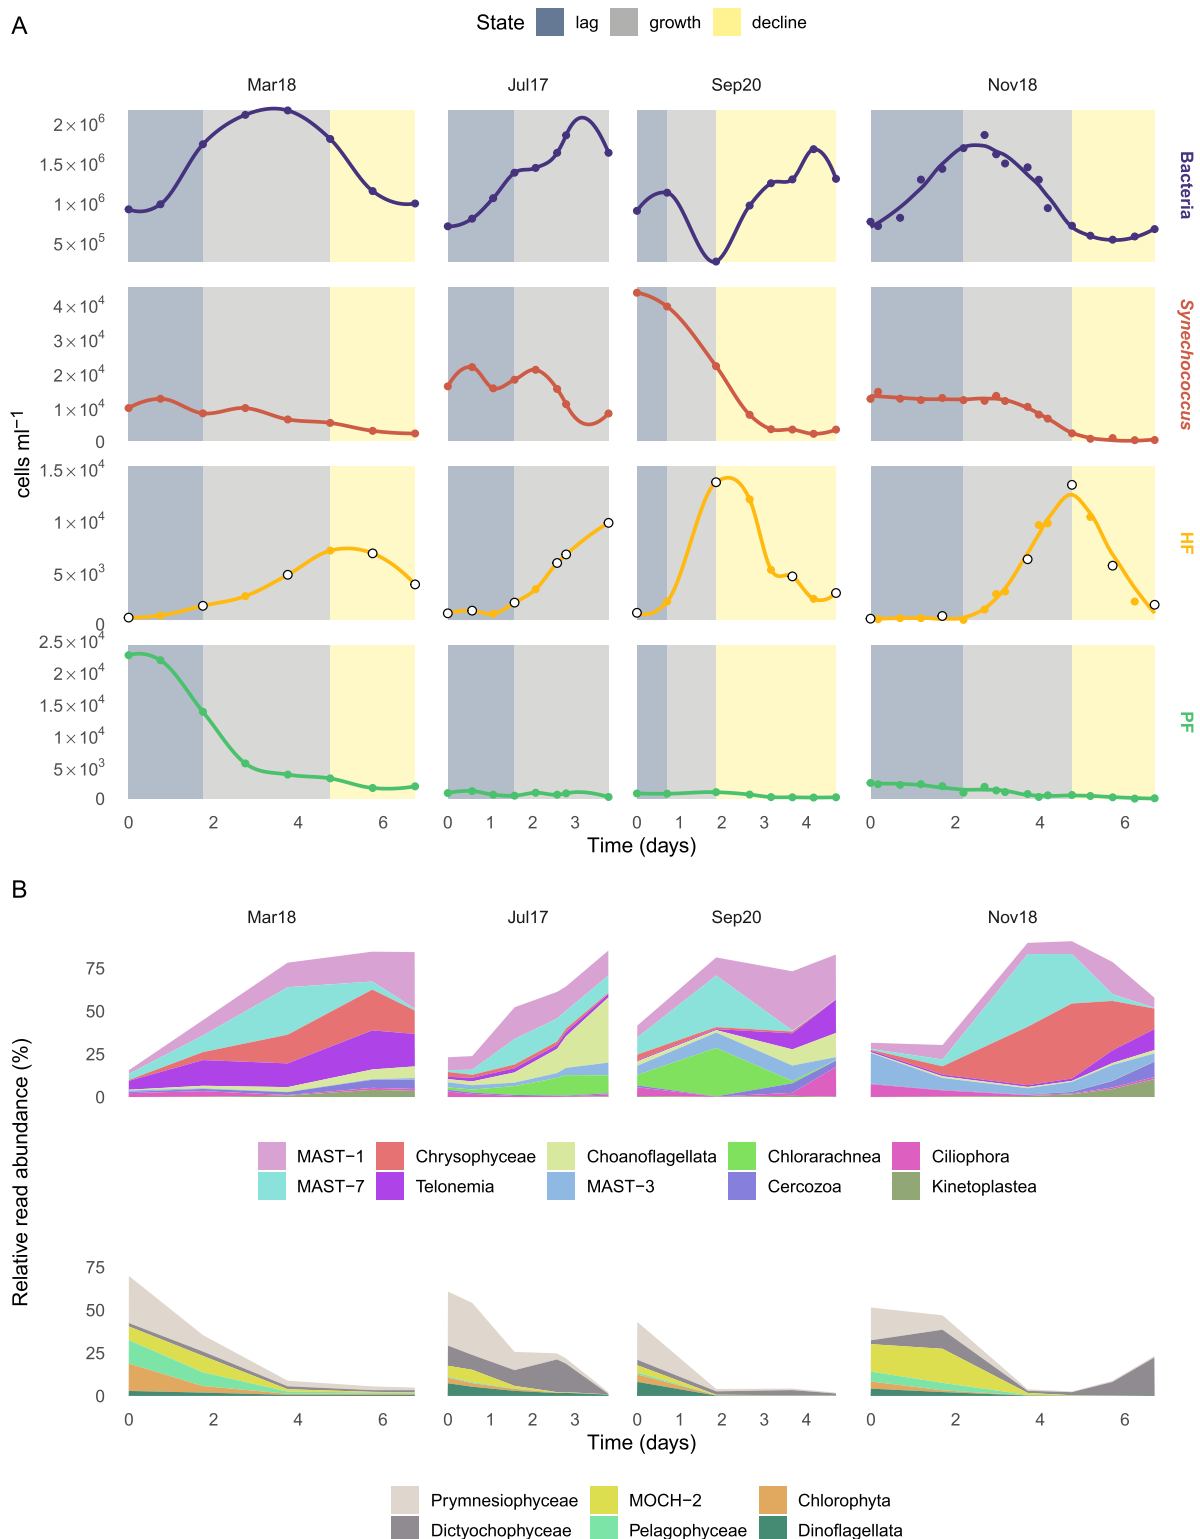 A
State lag growth decline
Mar18 Jul17 Sep20 Nov18
2×10⁶
1.5×10⁶
1×10⁶
5×10⁵
Bacteria
4×10⁴
3×10⁴
2×10⁴
1×10⁴
0
Synechococcus
cells ml⁻¹
1.5×10⁴
1×10⁴
5×10³
0
HF
2.5×10⁴
2×10⁴
1.5×10⁴
1×10⁴
5×10³
0
PF
0 2 4 6 0 1 2 3 0 1 2 3 4 0 2 4 6
Time (days)
B
Mar18 Jul17 Sep20 Nov18
75
50
25
0
MAST−1 Chrysophyceae Choanoflagellata Chlorarachnea Ciliophora
MAST−7 Telonemia MAST−3 Cercozoa Kinetoplastea
Relative read abundance (%)
75
50
25
0
0 2 4 6 0 1 2 3 0 1 2 3 4 0 2 4 6
Time (days)
Prymnesiophyceae MOCH−2 Chlorophyta
Dictyochophyceae Pelagophyceae Dinoflagellata